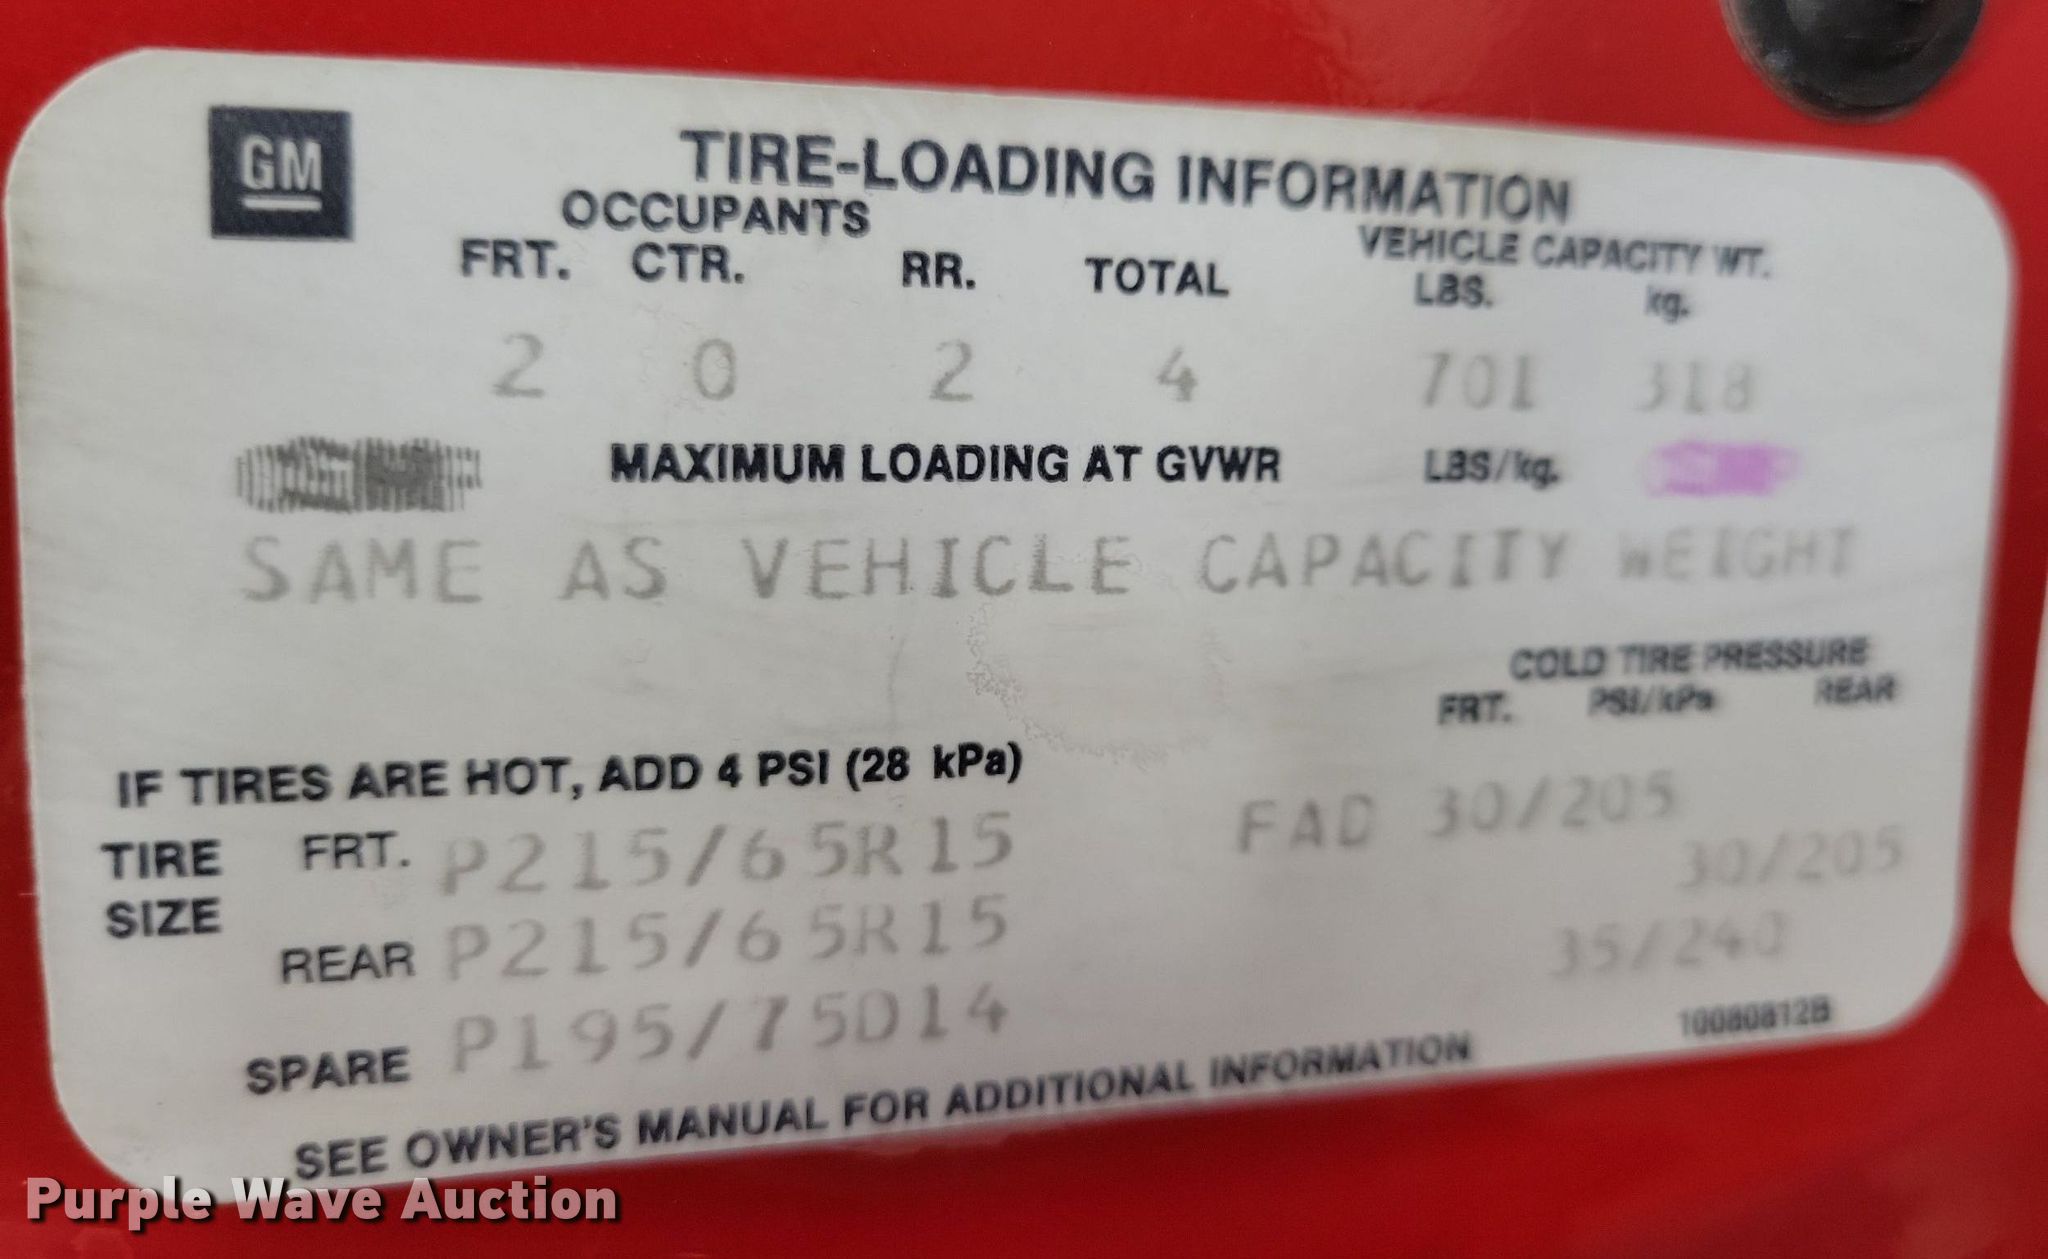 GM
TIRE-LOADING INFORMATION
OCCUPANTS VEHICLE CAPACITY WT.
FRT. CTR. RR. TOTAL LBS. kg.
2 0 2 4 701 318
MAXIMUM LOADING AT GVWR LBS/kg.
SAME AS VEHICLE CAPACITY WEIGHT
COLD TIRE PRESSURE
FRT. PSI/kPa REAR
IF TIRES ARE HOT, ADD 4 PSI (28 kPa)
TIRE SIZE FRT. P215/65R15 FAD 30/205
30/205
REAR P215/65R15
35/240
SPARE P195/75D14
10080812B
SEE OWNER'S MANUAL FOR ADDITIONAL INFORMATION
Purple Wave Auction